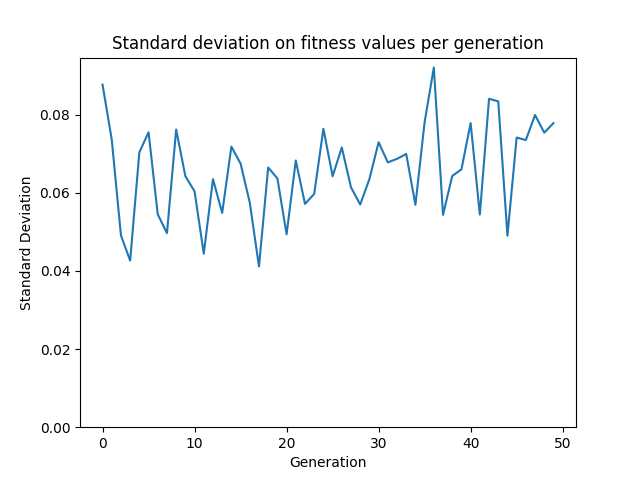 Standard deviation on fitness values per generation
Standard Deviation
0.08
0.06
0.04
0.02
0.00
0 10 20 30 40 50
Generation